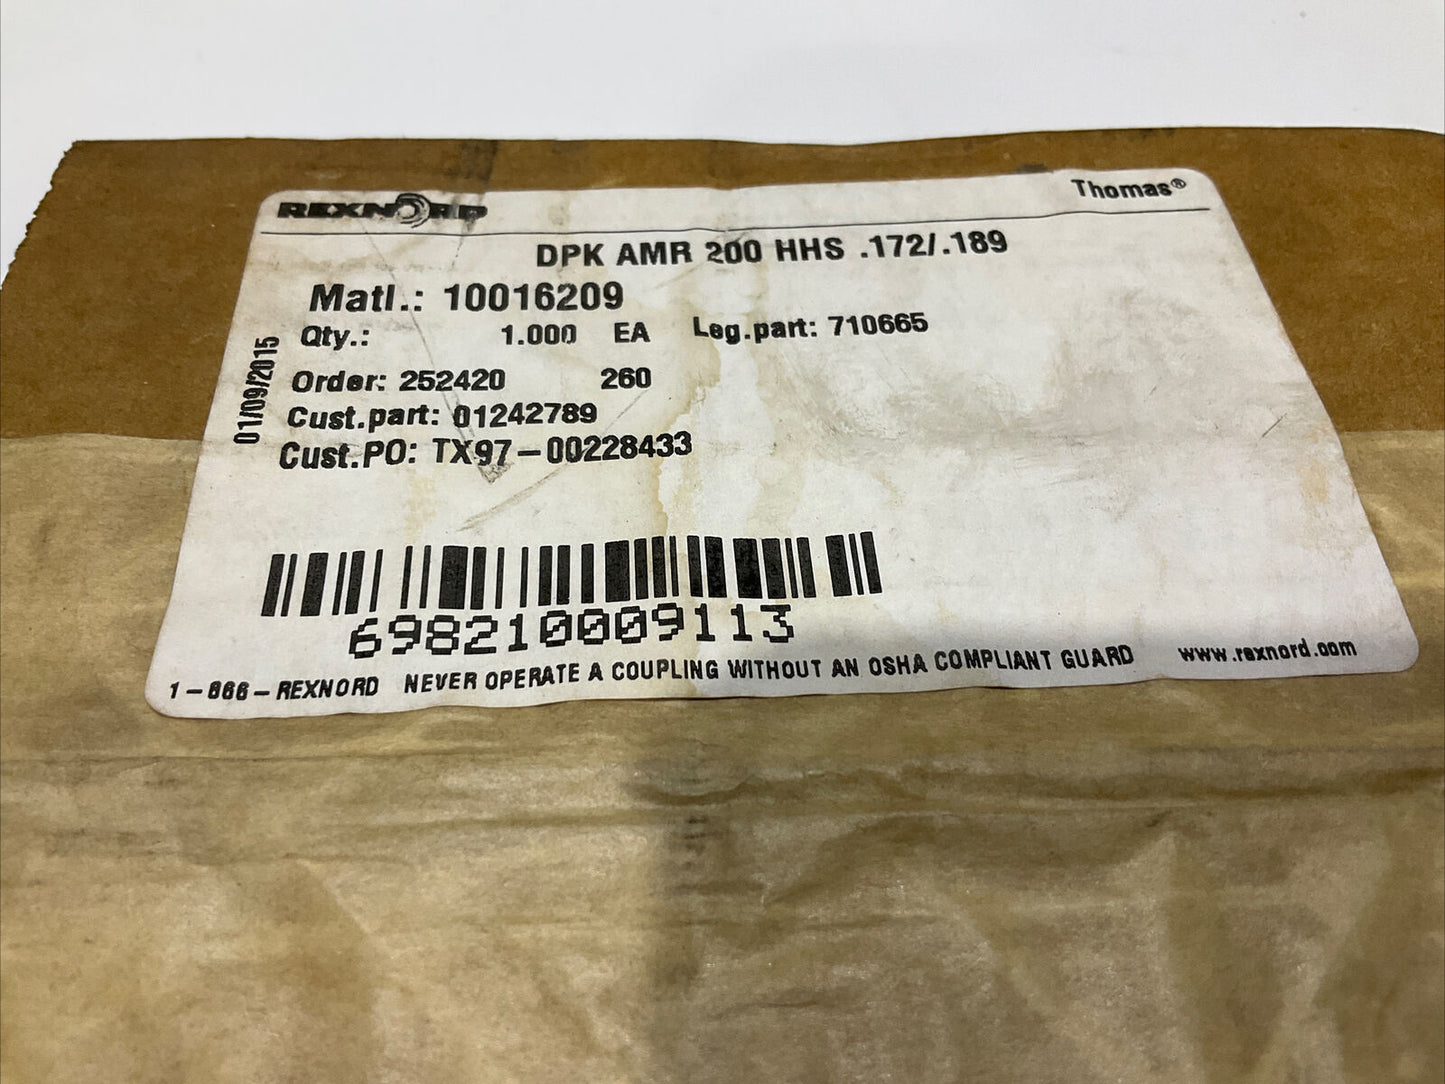 REXNORD
Thomas®
DPK AMR 200 HHS .172/.189
Matl.: 10016209
Qty.: 1.000 EA Leg.part: 710665
Order: 252420 260
Cust.part: 01242789
Cust.PO: TX97-00228433
01/09/2015
698210009113
1-866-REXNORD NEVER OPERATE A COUPLING WITHOUT AN OSHA COMPLIANT GUARD www.rexnord.com